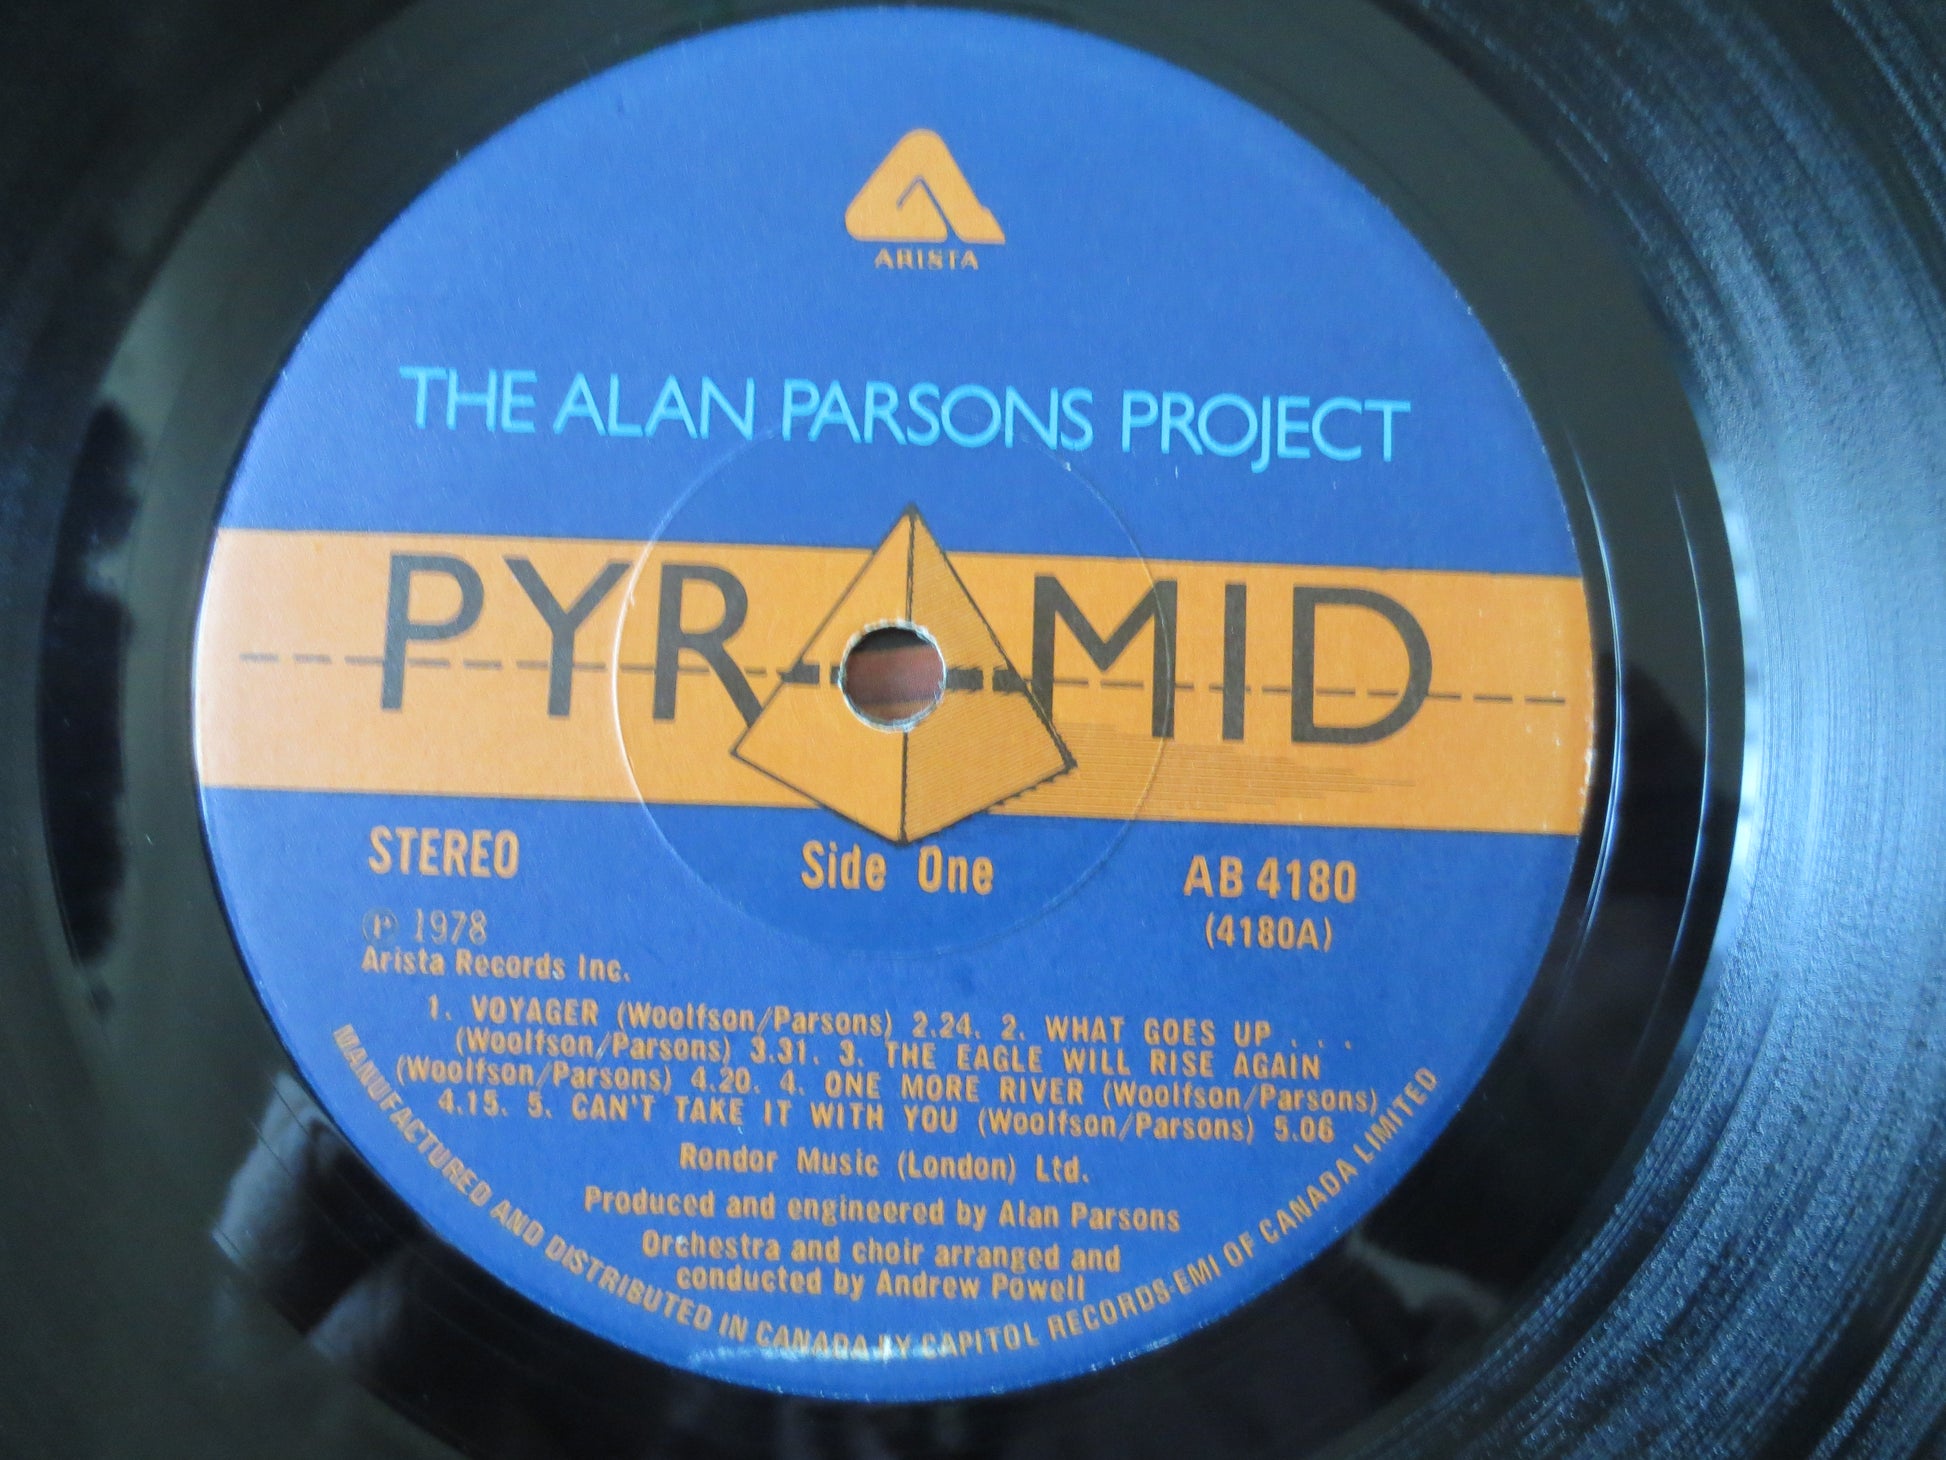 ARISTA
THE ALAN PARSONS PROJECT
PYRAMID
STEREO
Side One
AB 4180
(4180A)
Ⓟ 1978
Arista Records Inc.
1. VOYAGER (Woolfson/Parsons) 2.24. 2. WHAT GOES UP . . .
(Woolfson/Parsons) 3.31. 3. THE EAGLE WILL RISE AGAIN
(Woolfson/Parsons) 4.20. 4. ONE MORE RIVER (Woolfson/Parsons)
4.15. 5. CAN'T TAKE IT WITH YOU (Woolfson/Parsons) 5.06
Rondor Music (London) Ltd.
Produced and engineered by Alan Parsons
Orchestra and choir arranged and
conducted by Andrew Powell
MANUFACTURED AND DISTRIBUTED IN CANADA BY CAPITOL RECORDS-EMI OF CANADA LIMITED